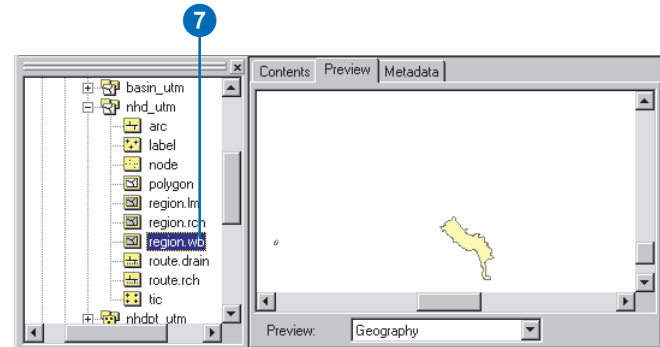 7
basin_utm
nhd_utm
arc
label
node
polygon
region.lm
region.rch
region.wb
route.drain
route.rch
tic
nhdpt_utm
Contents Preview Metadata
Preview: Geography